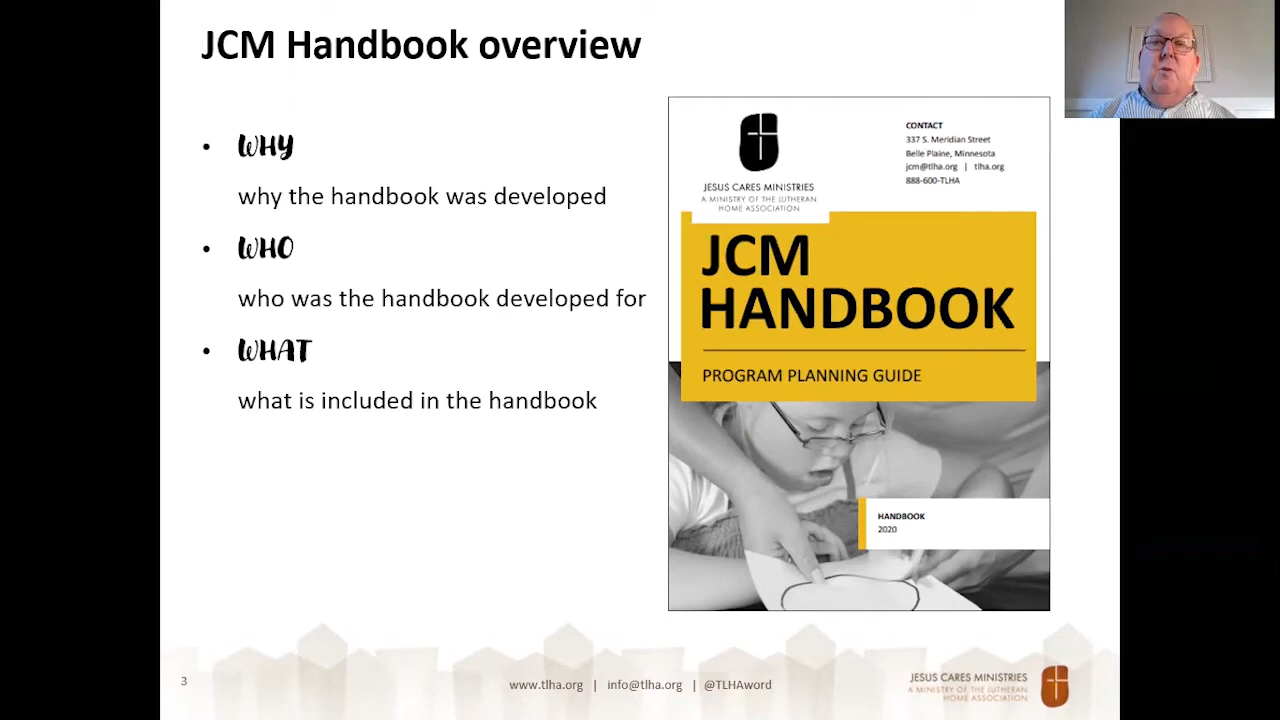 JCM Handbook overview
• WHY
why the handbook was developed
• WHO
who was the handbook developed for
• WHAT
what is included in the handbook
JESUS CARES MINISTRIES
A MINISTRY OF THE LUTHERAN
HOME ASSOCIATION
CONTACT
337 S. Meridian Street
Belle Plaine, Minnesota
jcm@tlha.org | tlha.org
888-600-TLHA
JCM
HANDBOOK
PROGRAM PLANNING GUIDE
HANDBOOK
2020
3
www.tlha.org | info@tlha.org | @TLHAword
JESUS CARES MINISTRIES
A MINISTRY OF THE LUTHERAN
HOME ASSOCIATION